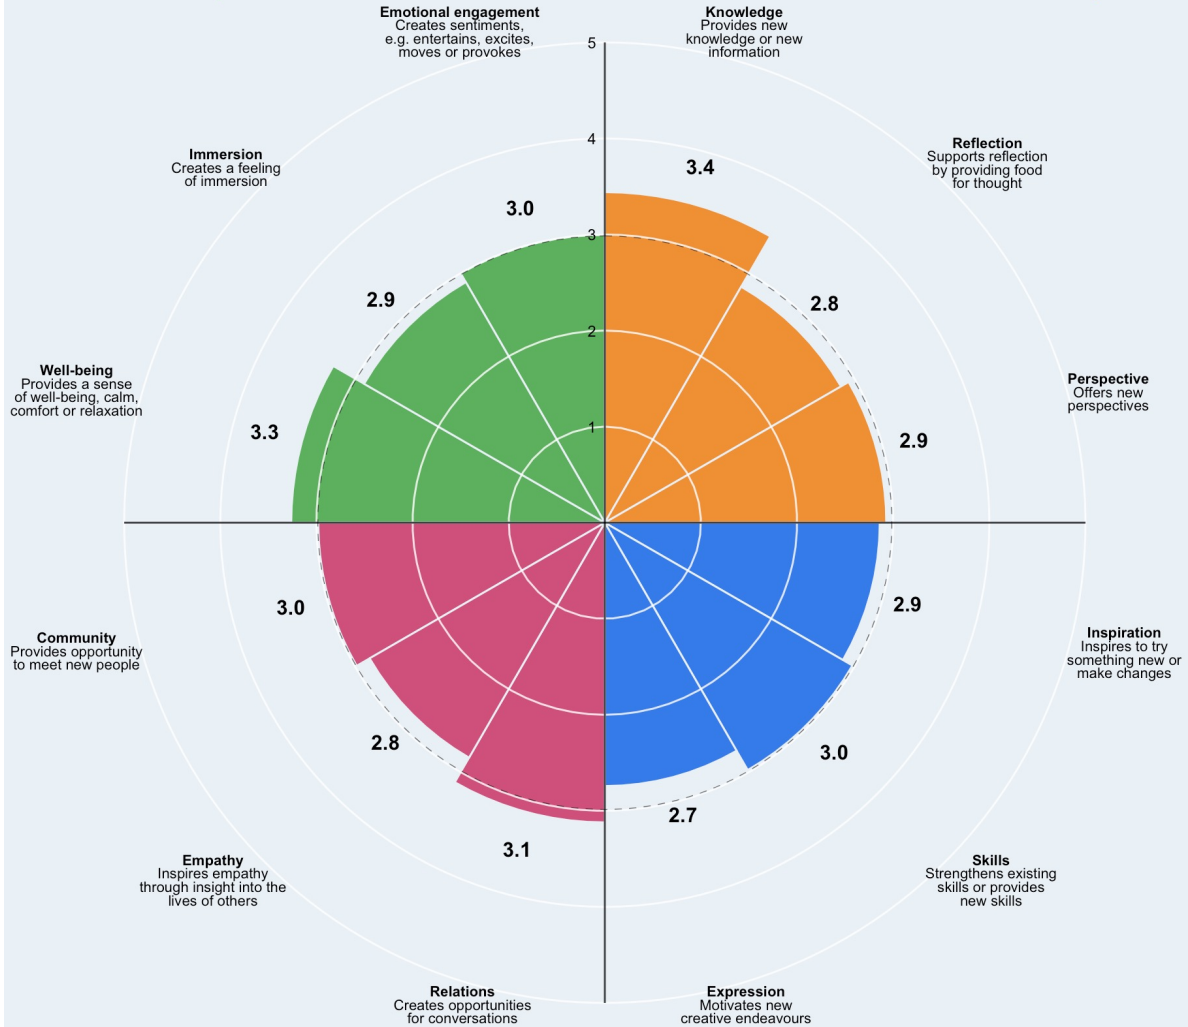 Emotional engagement
Creates sentiments,
e.g. entertains, excites,
moves or provokes
Knowledge
Provides new
knowledge or new
information
5
4
3
2
1
Immersion
Creates a feeling
of immersion
Reflection
Supports reflection
by providing food
for thought
3.4
3.0
2.9
2.8
Well-being
Provides a sense
of well-being, calm,
comfort or relaxation
3.3
Perspective
Offers new
perspectives
2.9
Community
Provides opportunity
to meet new people
3.0
2.9
Inspiration
Inspires to try
something new or
make changes
2.8
3.0
3.1
2.7
Empathy
Inspires empathy
through insight into the
lives of others
Skills
Strengthens existing
skills or provides
new skills
Relations
Creates opportunities
for conversations
Expression
Motivates new
creative endeavours